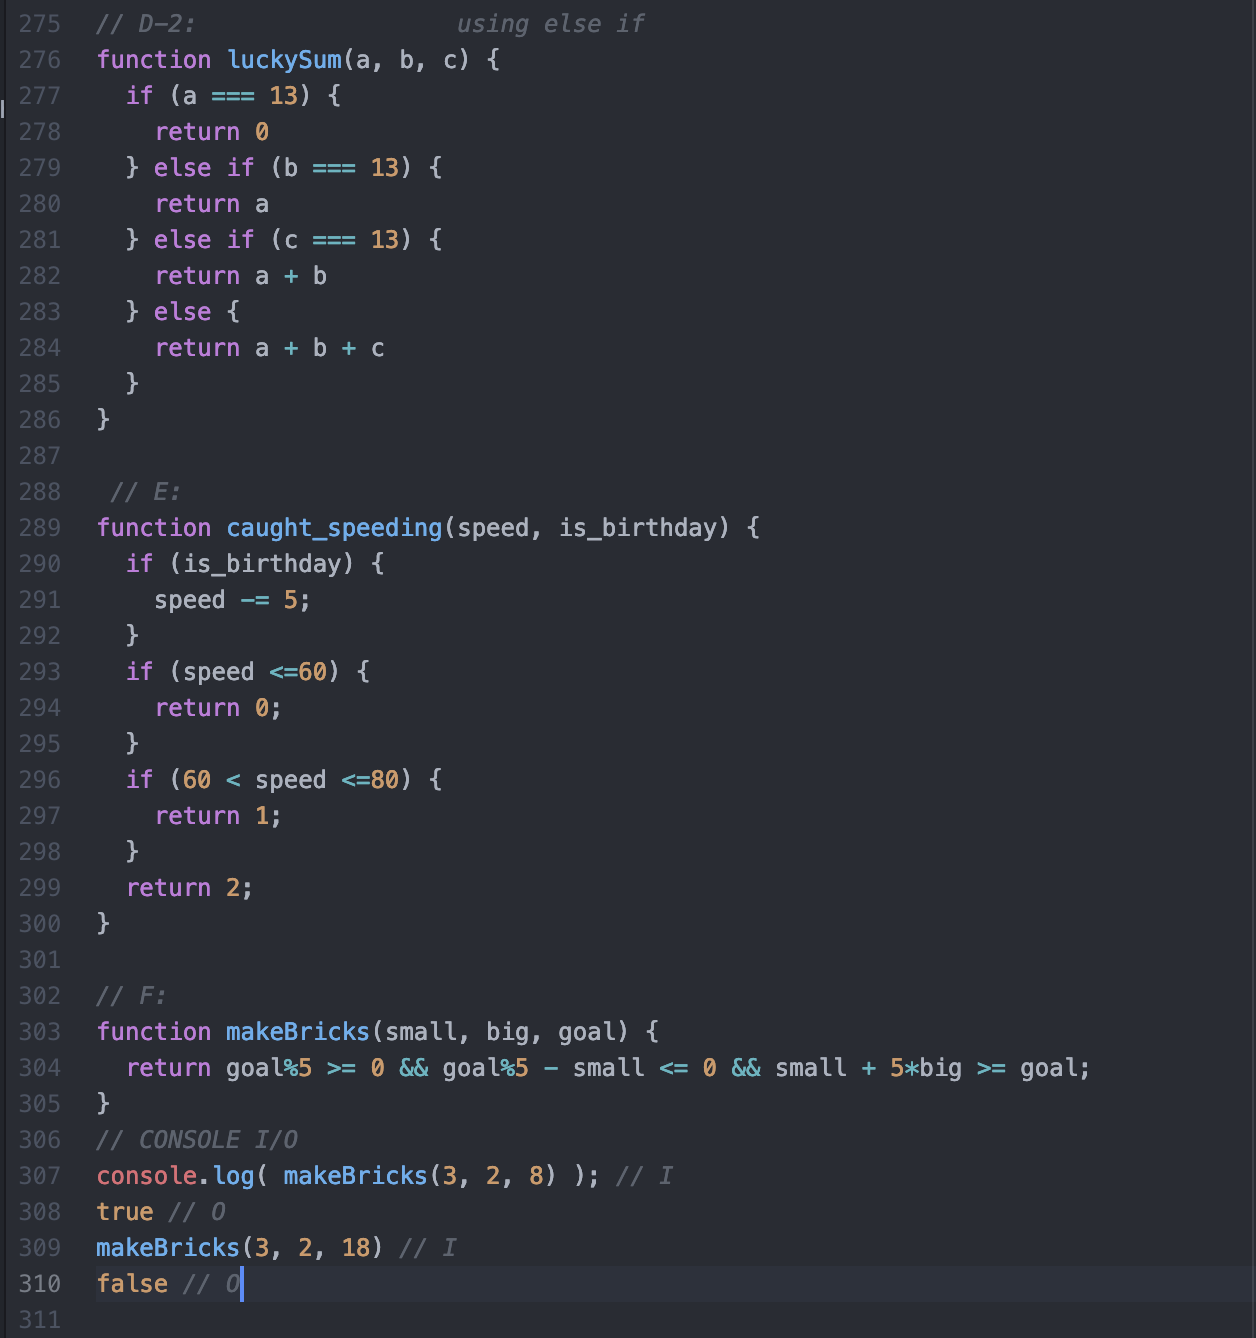 275 // D-2:                  using else if
276 function luckySum(a, b, c) {
277   if (a === 13) {
278     return 0
279   } else if (b === 13) {
280     return a
281   } else if (c === 13) {
282     return a + b
283   } else {
284     return a + b + c
285   }
286 }
287
288  // E:
289 function caught_speeding(speed, is_birthday) {
290   if (is_birthday) {
291     speed -= 5;
292   }
293   if (speed <=60) {
294     return 0;
295   }
296   if (60 < speed <=80) {
297     return 1;
298   }
299   return 2;
300 }
301
302 // F:
303 function makeBricks(small, big, goal) {
304   return goal%5 >= 0 && goal%5 - small <= 0 && small + 5*big >= goal;
305 }
306 // CONSOLE I/O
307 console.log( makeBricks(3, 2, 8) ); // I
308 true // O
309 makeBricks(3, 2, 18) // I
310 false // O
311